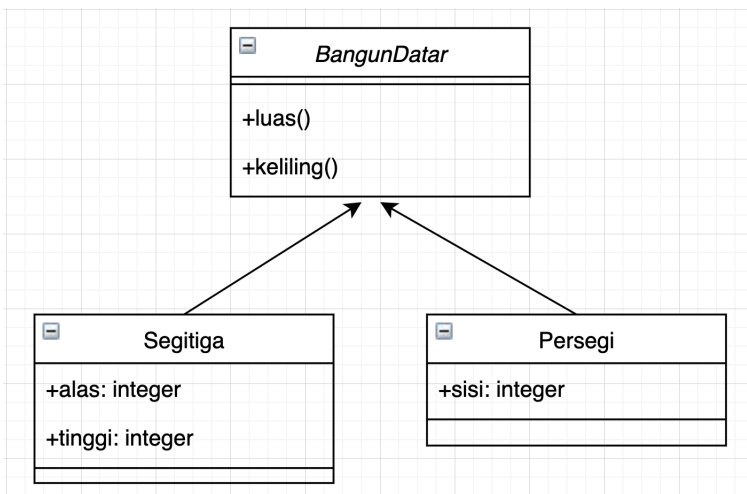 BangunDatar
+luas()
+keliling()
Segitiga
+alas: integer
+tinggi: integer
Persegi
+sisi: integer